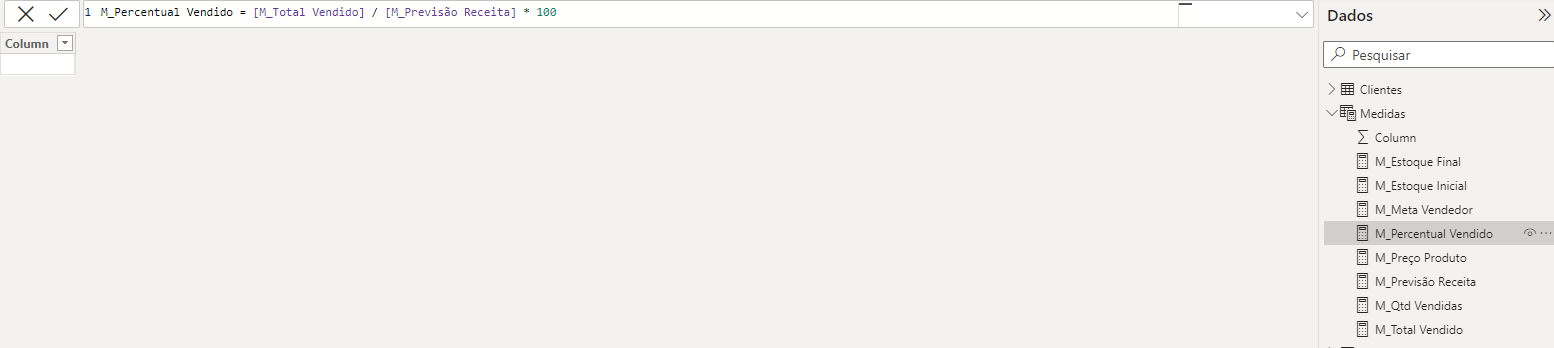 1 M_Percentual Vendido = [M_Total Vendido] / [M_Previsão Receita] * 100
Column
Dados
Pesquisar
Clientes
Medidas
Column
M_Estoque Final
M_Estoque Inicial
M_Meta Vendedor
M_Percentual Vendido
M_Preço Produto
M_Previsão Receita
M_Qtd Vendidas
M_Total Vendido